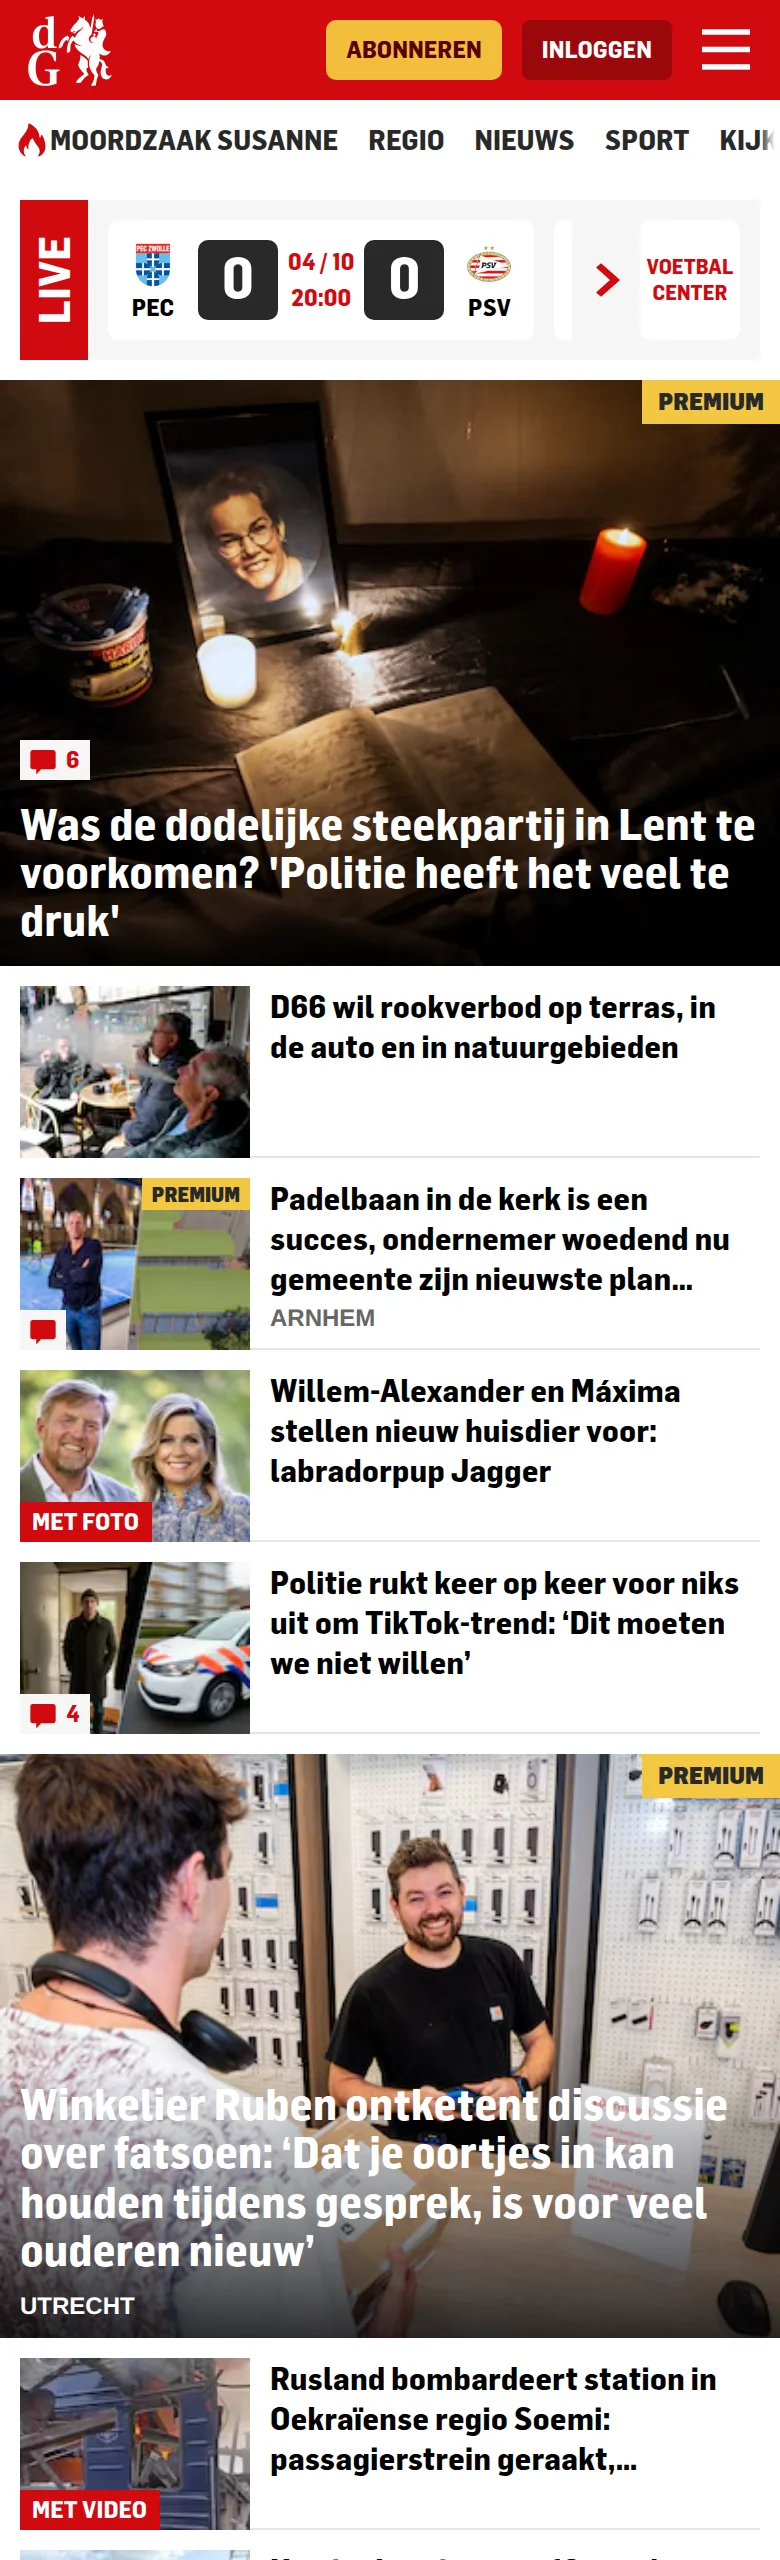 dG
ABONNEREN
INLOGGEN
MOORDZAAK SUSANNE REGIO NIEUWS SPORT KIJK
LIVE
PEC ZWOLLE
PEC
0
04 / 10
20:00
0
PSV
PSV
VOETBAL
CENTER
PREMIUM
HARIBO
6
Was de dodelijke steekpartij in Lent te
voorkomen? 'Politie heeft het veel te
druk'
D66 wil rookverbod op terras, in
de auto en in natuurgebieden
PREMIUM
Padelbaan in de kerk is een
succes, ondernemer woedend nu
gemeente zijn nieuwste plan...
ARNHEM
MET FOTO
Willem-Alexander en Máxima
stellen nieuw huisdier voor:
labradorpup Jagger
4
Politie rukt keer op keer voor niks
uit om TikTok-trend: ‘Dit moeten
we niet willen’
PREMIUM
Winkelier Ruben ontketent discussie
over fatsoen: ‘Dat je oortjes in kan
houden tijdens gesprek, is voor veel
ouderen nieuw’
UTRECHT
MET VIDEO
Rusland bombardeert station in
Oekraïense regio Soemi:
passagierstrein geraakt,...